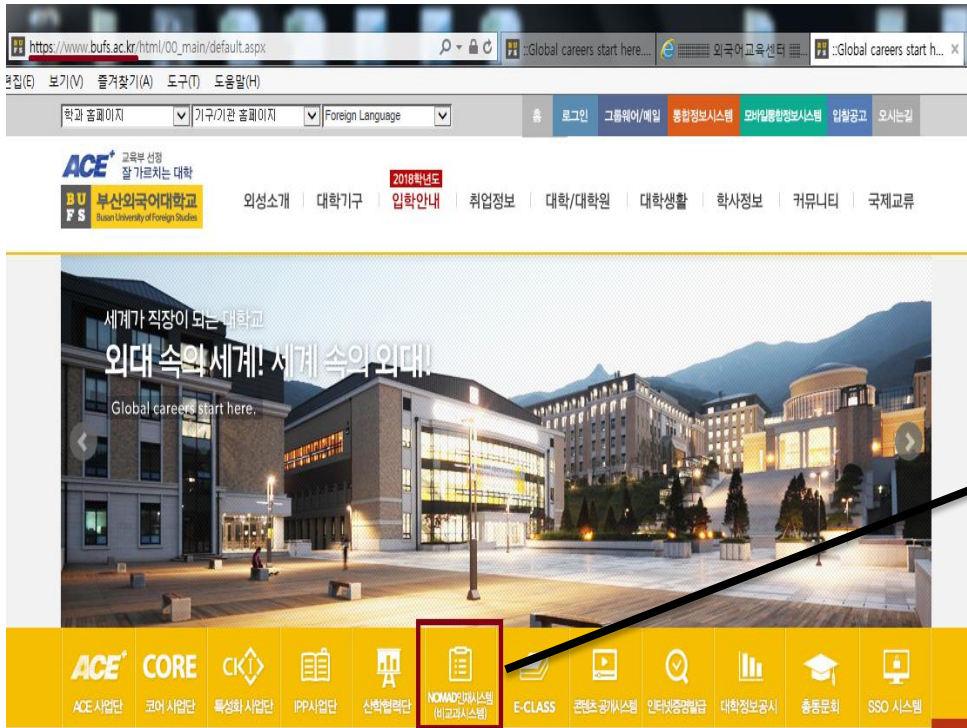 https://www.bufs.ac.kr/html/00_main/default.aspx
::Global careers start here....
외국어교육센터
::Global careers start h...
편집(E) 보기(V) 즐겨찾기(A) 도구(T) 도움말(H)
학과 홈페이지 기구/기관 홈페이지 Foreign Language
홈 로그인 그룹웨어/메일 통합정보시스템 모바일통합정보시스템 입찰공고 오시는길
ACE+ 교육부 선정
잘 가르치는 대학
BU
FS
부산외국어대학교
Busan University of Foreign Studies
2018학년도
외성소개 대학기구 입학안내 취업정보 대학/대학원 대학생활 학사정보 커뮤니티 국제교류
세계가 직장이 되는 대학교
외대 속의 세계! 세계 속의 외대!
Global careers start here.
ACE+ CORE CK
ACE 사업단 코어 사업단 특성화 사업단 IPP사업단 산학협력단 NOMAD인재시스템
(비교과시스템)
E-CLASS 콘텐츠 공개시스템 인터넷증명발급 대학정보공시 총동문회 SSO 시스템